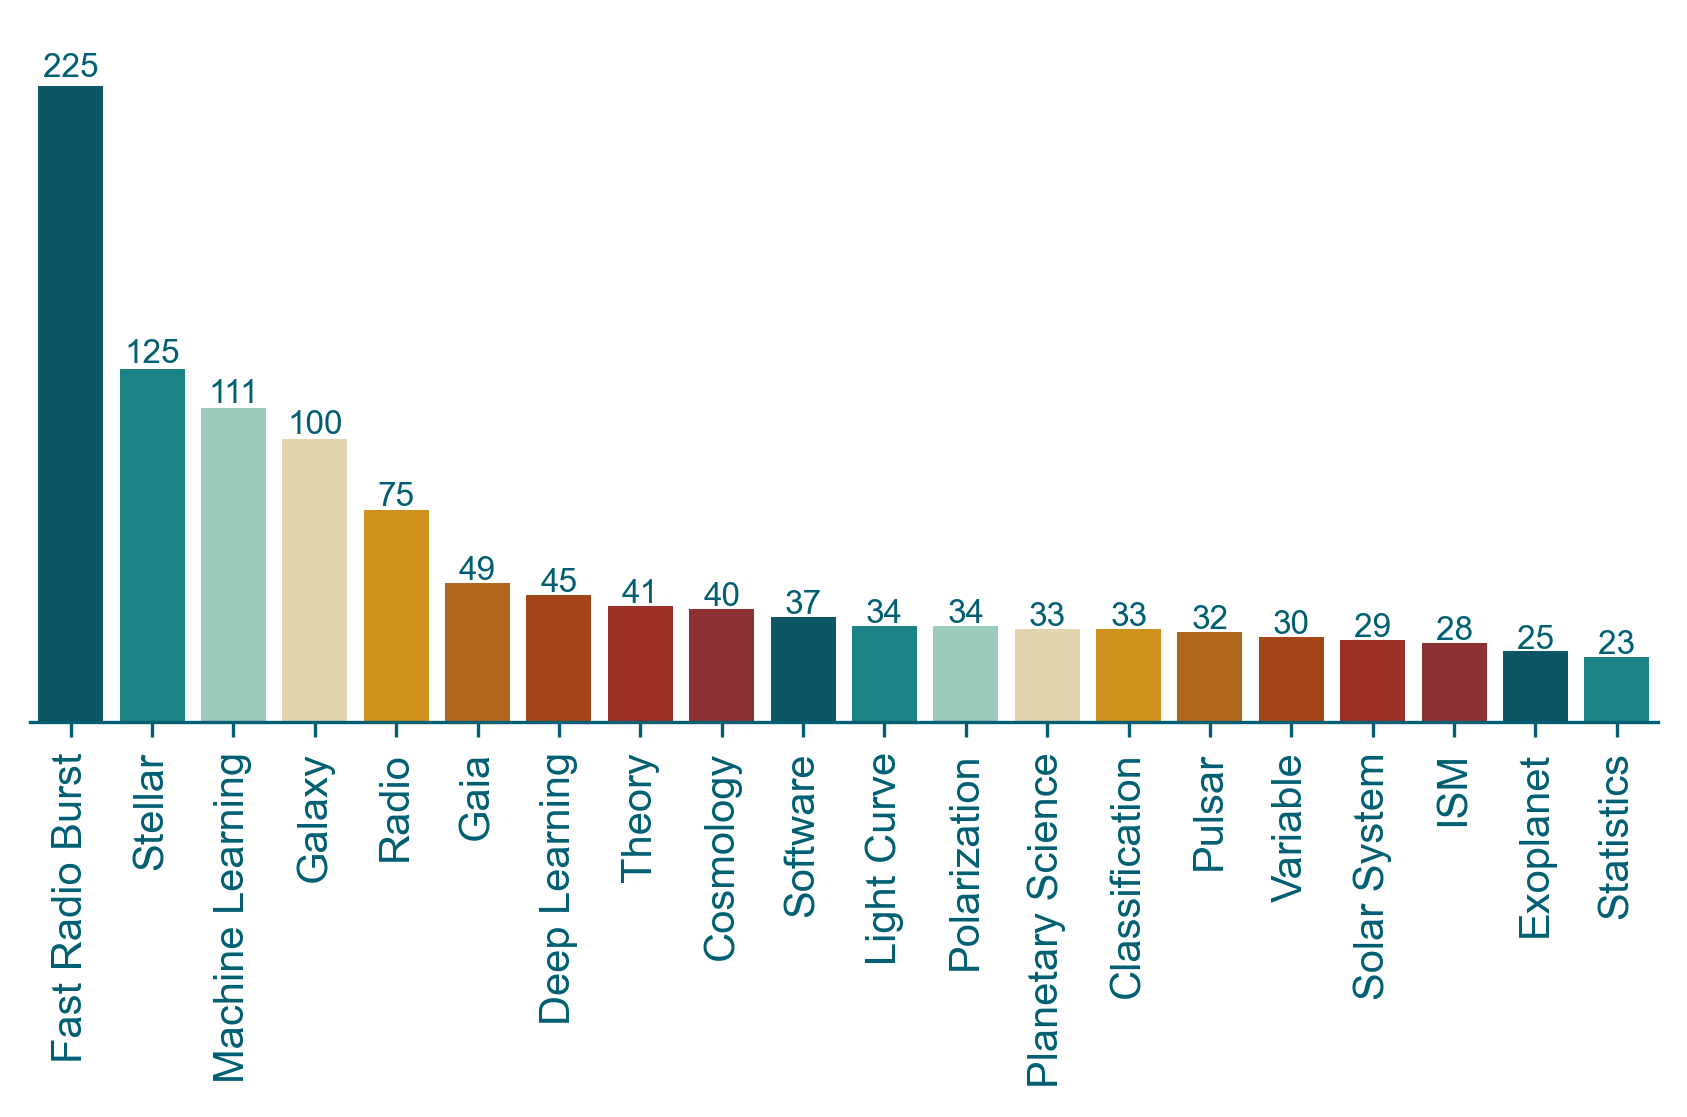 225
125
111
100
75
49
45
41
40
37
34
34
33
33
32
30
29
28
25
23
Fast Radio Burst
Stellar
Machine Learning
Galaxy
Radio
Gaia
Deep Learning
Theory
Cosmology
Software
Light Curve
Polarization
Planetary Science
Classification
Pulsar
Variable
Solar System
ISM
Exoplanet
Statistics